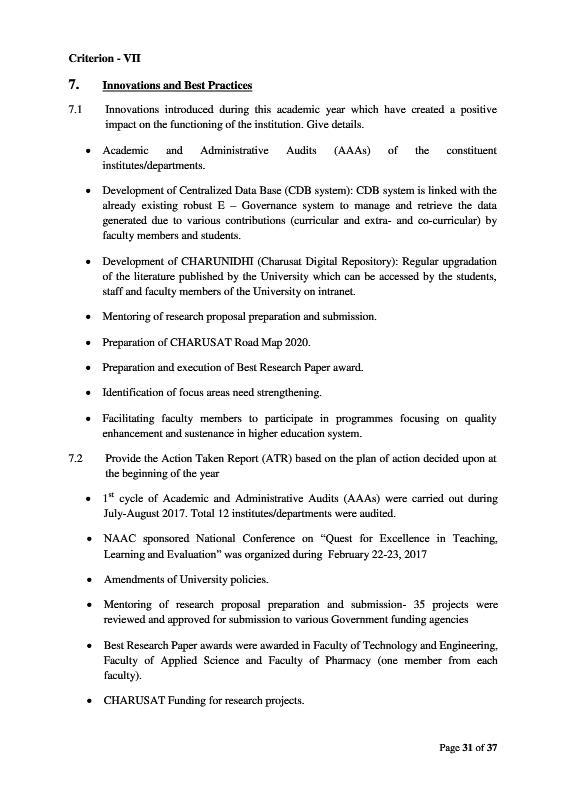 Criterion - VII
7. Innovations and Best Practices
7.1 Innovations introduced during this academic year which have created a positive
impact on the functioning of the institution. Give details.
• Academic and Administrative Audits (AAAs) of the constituent
institutes/departments.
• Development of Centralized Data Base (CDB system): CDB system is linked with the
already existing robust E – Governance system to manage and retrieve the data
generated due to various contributions (curricular and extra- and co-curricular) by
faculty members and students.
• Development of CHARUNIDHI (Charusat Digital Repository): Regular upgradation
of the literature published by the University which can be accessed by the students,
staff and faculty members of the University on intranet.
• Mentoring of research proposal preparation and submission.
• Preparation of CHARUSAT Road Map 2020.
• Preparation and execution of Best Research Paper award.
• Identification of focus areas need strengthening.
• Facilitating faculty members to participate in programmes focusing on quality
enhancement and sustenance in higher education system.
7.2 Provide the Action Taken Report (ATR) based on the plan of action decided upon at
the beginning of the year
• 1st cycle of Academic and Administrative Audits (AAAs) were carried out during
July-August 2017. Total 12 institutes/departments were audited.
• NAAC sponsored National Conference on “Quest for Excellence in Teaching,
Learning and Evaluation” was organized during February 22-23, 2017
• Amendments of University policies.
• Mentoring of research proposal preparation and submission- 35 projects were
reviewed and approved for submission to various Government funding agencies
• Best Research Paper awards were awarded in Faculty of Technology and Engineering,
Faculty of Applied Science and Faculty of Pharmacy (one member from each
faculty).
• CHARUSAT Funding for research projects.
Page 31 of 37